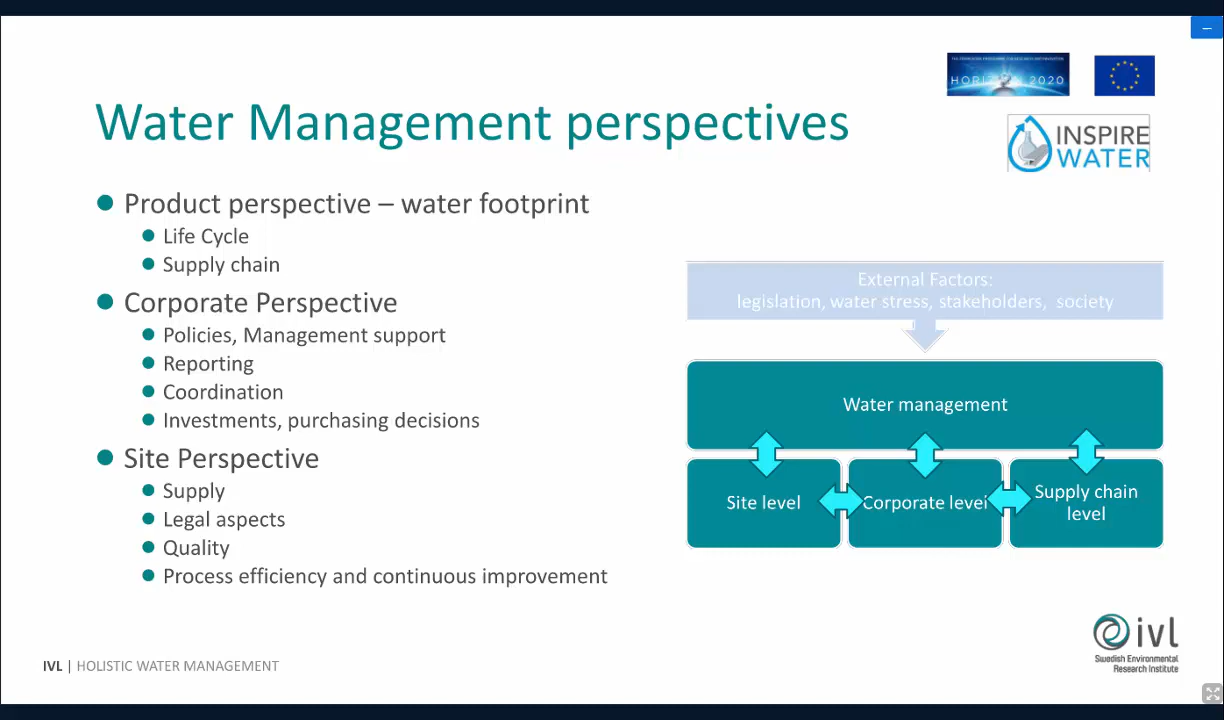 HORIZON 2020
Water Management perspectives
INSPIRE
WATER
Product perspective – water footprint
Life Cycle
Supply chain
Corporate Perspective
Policies, Management support
Reporting
Coordination
Investments, purchasing decisions
Site Perspective
Supply
Legal aspects
Quality
Process efficiency and continuous improvement
External Factors:
legislation, water stress, stakeholders, society
Water management
Site level
Corporate level
Supply chain
level
IVL | HOLISTIC WATER MANAGEMENT
ivl
Swedish Environmental
Research Institute